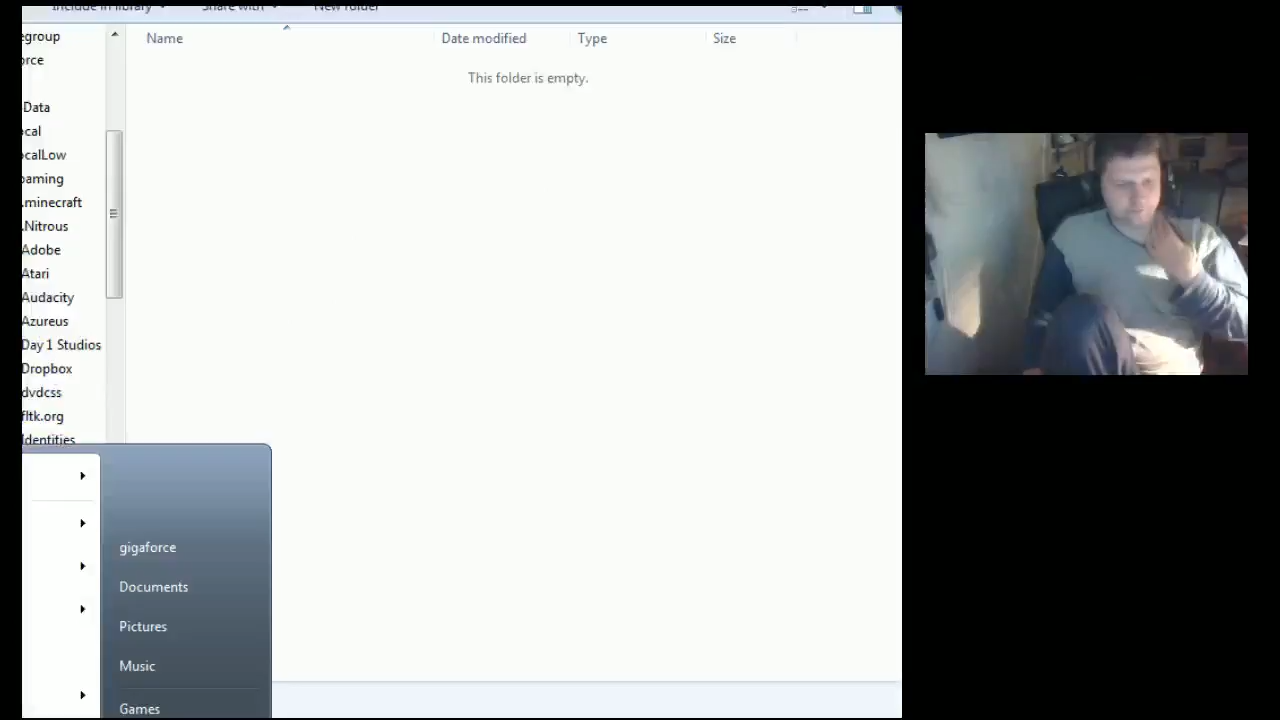 Include in library
Share with
New folder
Name
Date modified
Type
Size
This folder is empty.
egroup
orce
Data
ocal
ocalLow
oaming
.minecraft
.Nitrous
Adobe
Atari
Audacity
Azureus
Day 1 Studios
Dropbox
dvdcss
fltk.org
Identities
gigaforce
Documents
Pictures
Music
Games